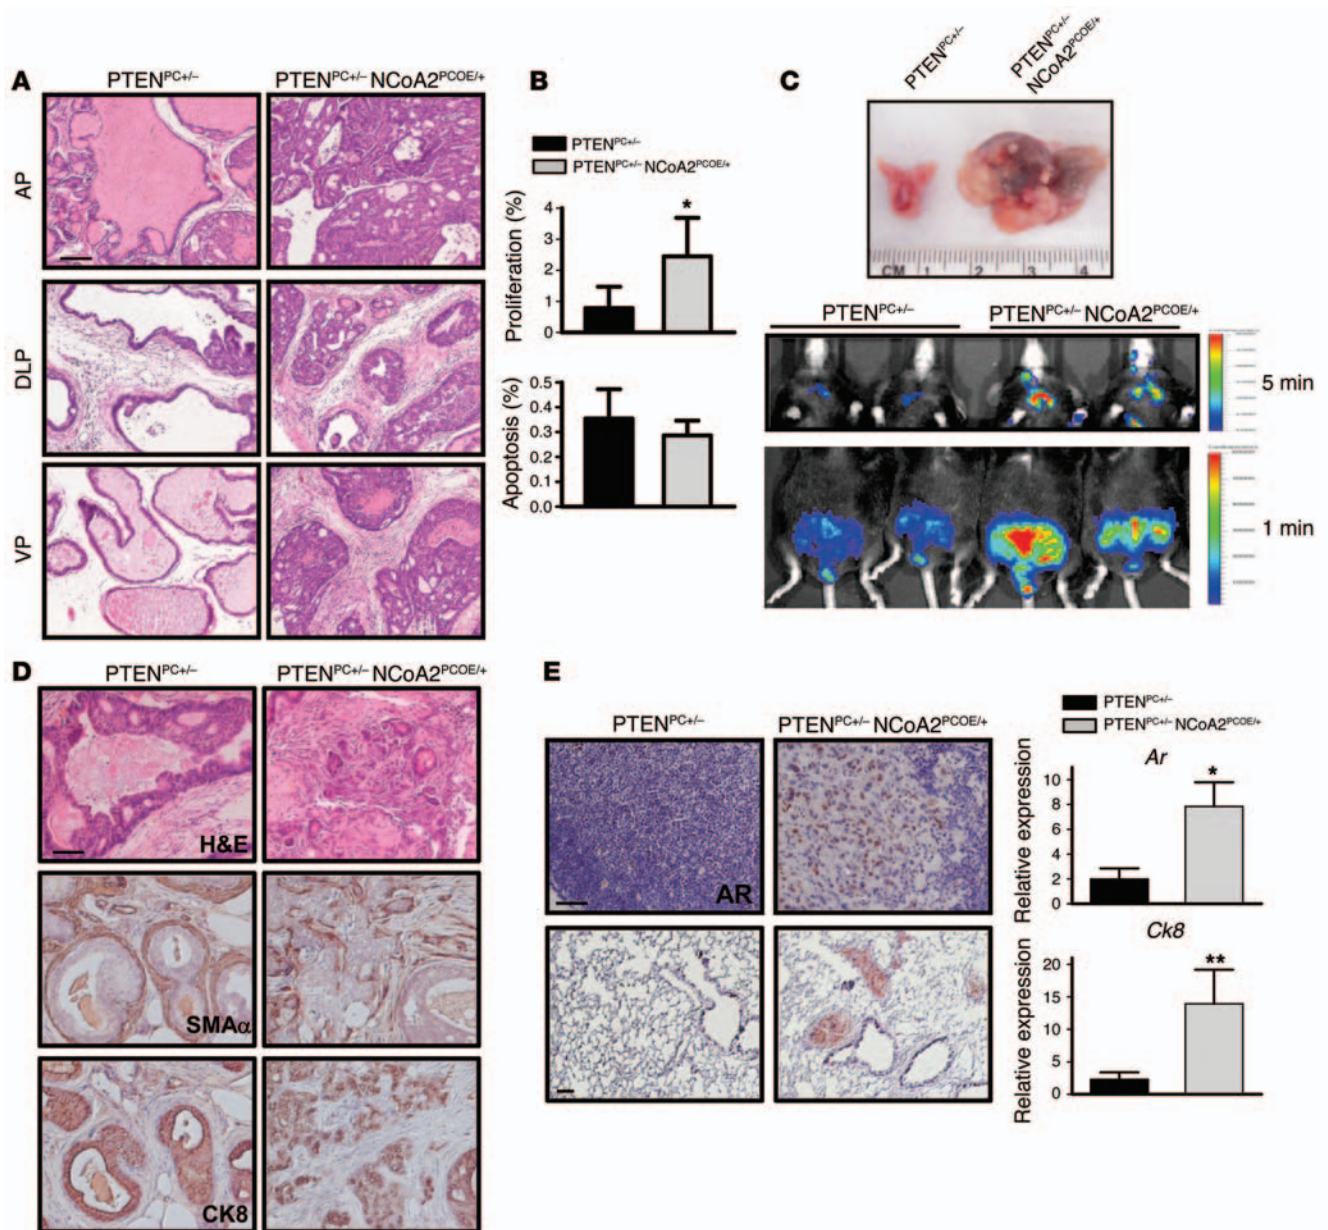 A
PTEN^PC+/–
PTEN^PC+/– NCoA2^PCOE/+
AP
DLP
VP
B
PTEN^PC+/–
PTEN^PC+/– NCoA2^PCOE/+
Proliferation (%)
4
3
2
1
0
*
Apoptosis (%)
0.5
0.4
0.3
0.2
0.1
0.0
C
PTEN^PC+/–
PTEN^PC+/–
NCoA2^PCOE/+
CM 1 2 3 4
PTEN^PC+/–
PTEN^PC+/– NCoA2^PCOE/+
5 min
1 min
D
PTEN^PC+/–
PTEN^PC+/– NCoA2^PCOE/+
H&E
SMAα
CK8
E
PTEN^PC+/–
PTEN^PC+/– NCoA2^PCOE/+
AR
PTEN^PC+/–
PTEN^PC+/– NCoA2^PCOE/+
Ar
Relative expression
10
8
6
4
2
0
*
Ck8
Relative expression
20
15
10
5
0
**